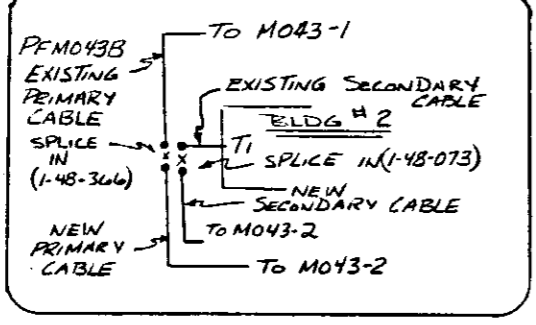 TO M043-1
PFM043B
EXISTING
PRIMARY
CABLE
EXISTING SECONDARY
CABLE
BLDG # 2
SPLICE
IN
(1-48-366)
T1
SPLICE IN (1-48-073)
NEW
SECONDARY CABLE
NEW
PRIMARY
CABLE
TO M043-2
TO M043-2